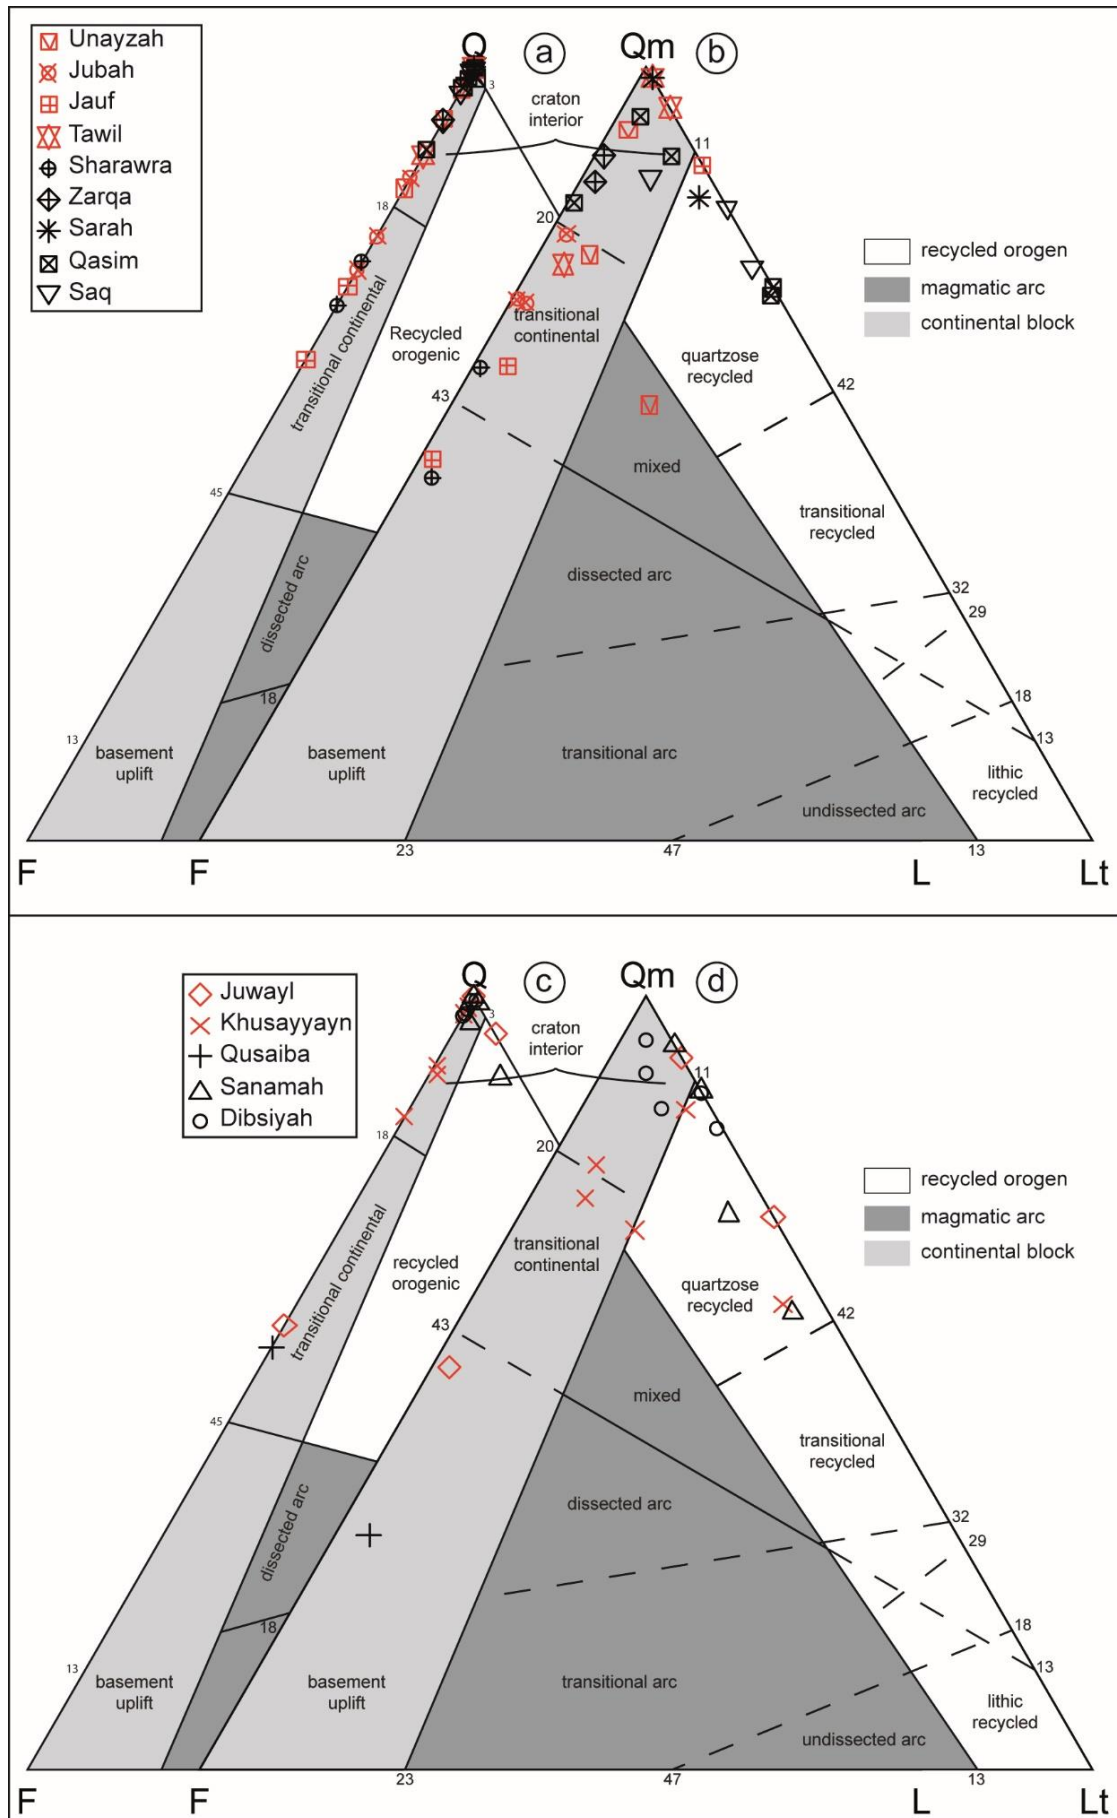 Unayzah
Jubah
Jauf
Tawil
Sharawra
Zarqa
Sarah
Qasim
Saq
Q
a
Qm
b
3
craton
interior
11
18
20
recycled orogen
magmatic arc
continental block
transitional continental
Recycled
orogenic
transitional
continental
quartzose
recycled
43
42
mixed
45
transitional
recycled
dissected arc
dissected arc
32
29
18
18
13
13
basement
uplift
basement
uplift
transitional arc
lithic
recycled
undissected arc
23
47
13
F
F
L
Lt
Juwayl
Khusayyayn
Qusaiba
Sanamah
Dibsiyah
Q
c
Qm
d
3
craton
interior
11
18
20
recycled orogen
magmatic arc
continental block
transitional continental
recycled
orogenic
transitional
continental
quartzose
recycled
43
42
mixed
45
transitional
recycled
dissected arc
dissected arc
32
29
18
18
13
13
basement
uplift
basement
uplift
transitional arc
lithic
recycled
undissected arc
23
47
13
F
F
L
Lt